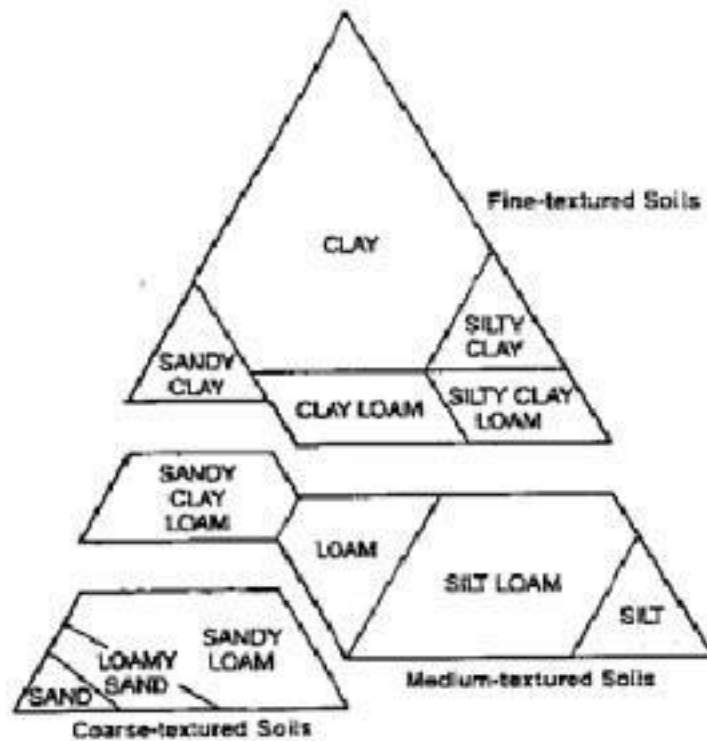 Fine-textured Soils
CLAY
SILTY
CLAY
SANDY
CLAY
CLAY LOAM
SILTY CLAY
LOAM
SANDY
CLAY
LOAM
LOAM
SILT LOAM
SILT
SANDY
LOAM
LOAMY
SAND
SAND
Medium-textured Soils
Coarse-textured Soils